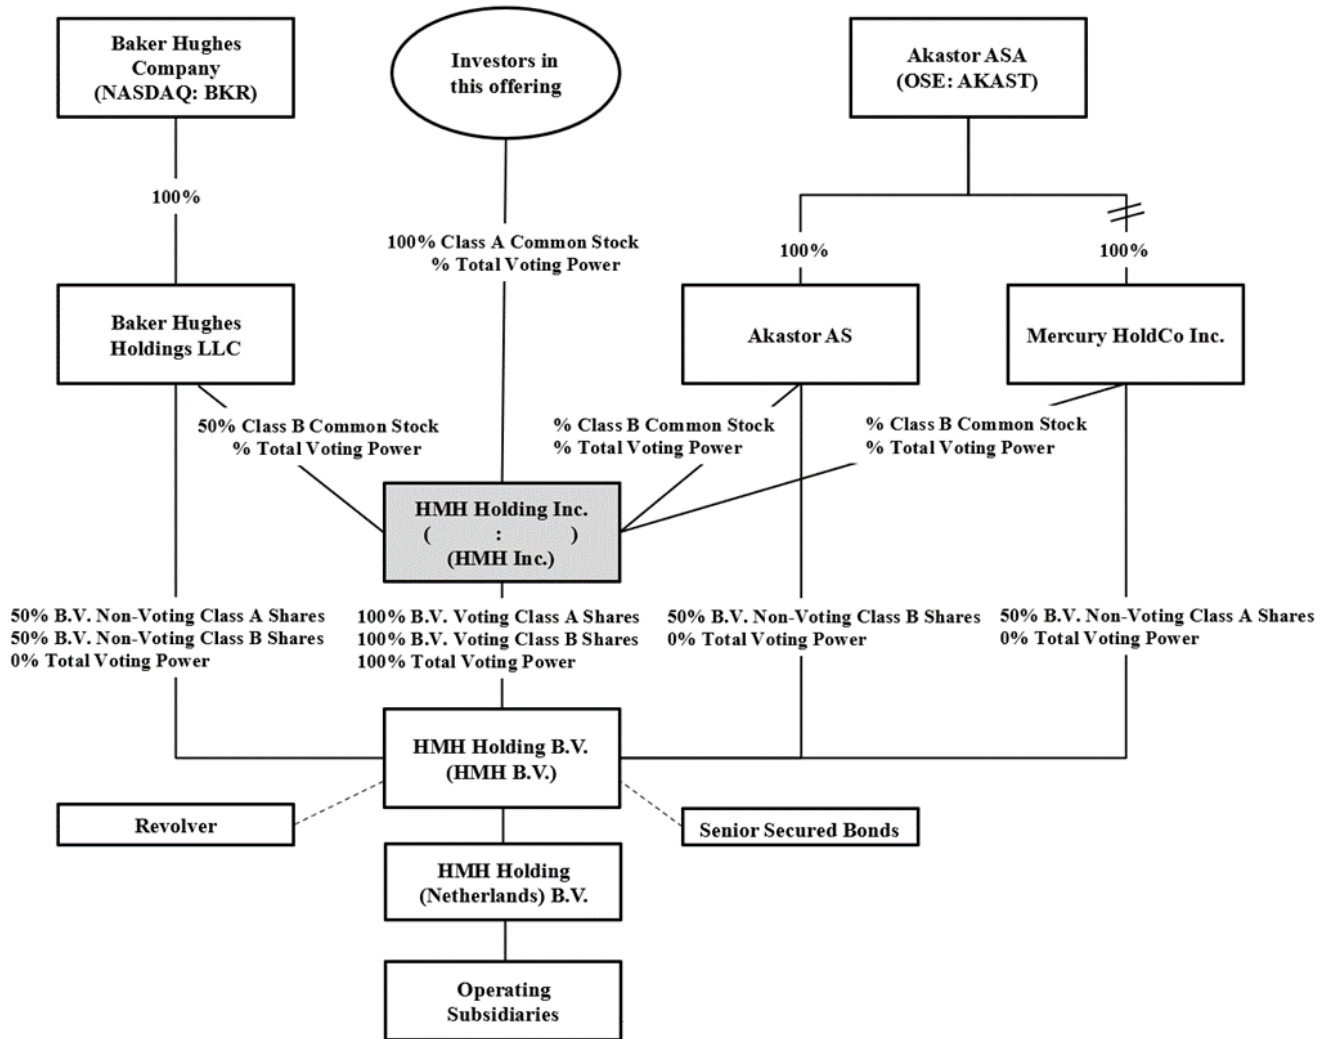 Baker Hughes
Company
(NASDAQ: BKR)
Investors in
this offering
Akastor ASA
(OSE: AKAST)
100%
100% Class A Common Stock
% Total Voting Power
100%
100%
Baker Hughes
Holdings LLC
Akastor AS
Mercury HoldCo Inc.
50% Class B Common Stock
% Total Voting Power
% Class B Common Stock
% Total Voting Power
% Class B Common Stock
% Total Voting Power
HMH Holding Inc.
( : )
(HMH Inc.)
50% B.V. Non-Voting Class A Shares
50% B.V. Non-Voting Class B Shares
0% Total Voting Power
100% B.V. Voting Class A Shares
100% B.V. Voting Class B Shares
100% Total Voting Power
50% B.V. Non-Voting Class B Shares
0% Total Voting Power
50% B.V. Non-Voting Class A Shares
0% Total Voting Power
HMH Holding B.V.
(HMH B.V.)
Revolver
Senior Secured Bonds
HMH Holding
(Netherlands) B.V.
Operating
Subsidiaries